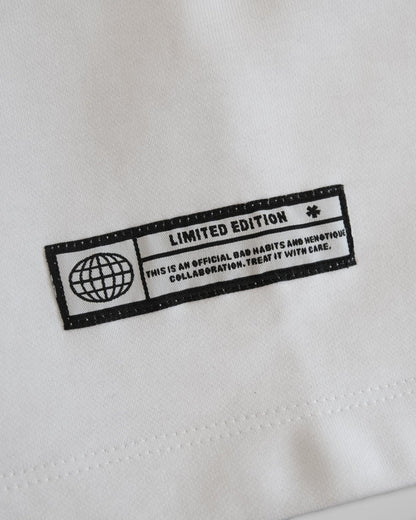 LIMITED EDITION *
THIS IS AN OFFICIAL BAD HABITS AND HENOTIQUE
COLLABORATION. TREAT IT WITH CARE.